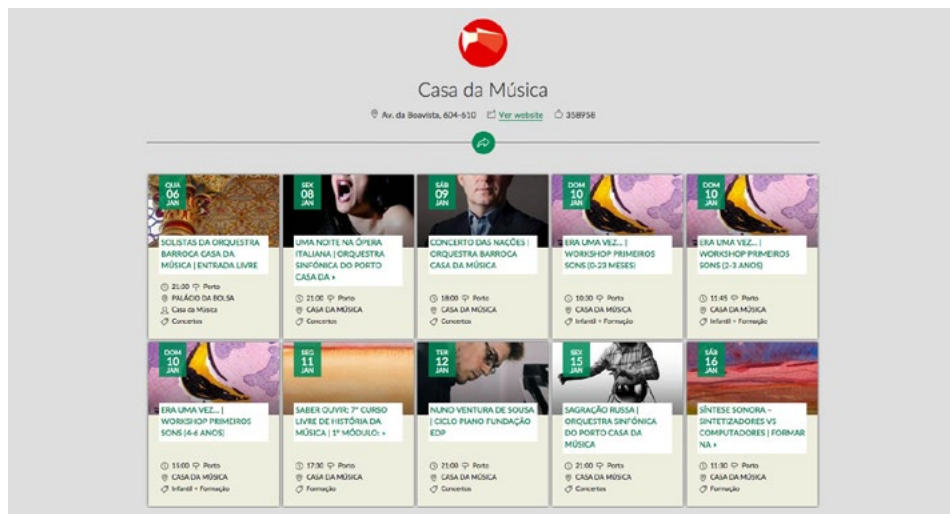 Casa da Música
Av. da Boavista, 604-610 Ver website 358958
QUA
06
JAN
SOLISTAS DA ORQUESTRA
BARROCA CASA DA
MÚSICA | ENTRADA LIVRE
21:00 Porto
PALÁCIO DA BOLSA
Casa da Música
Concertos
SEX
08
JAN
UMA NOITE NA ÓPERA
ITALIANA | ORQUESTRA
SINFÓNICA DO PORTO
CASA DA
21:00 Porto
CASA DA MÚSICA
Concertos
SÁB
09
JAN
CONCERTO DAS NAÇÕES |
ORQUESTRA BARROCA
CASA DA MÚSICA
18:00 Porto
CASA DA MÚSICA
Concertos
DOM
10
JAN
ERA UMA VEZ... |
WORKSHOP PRIMEIROS
SONS (0-23 MESES)
10:30 Porto
CASA DA MÚSICA
Infantil + Formação
DOM
10
JAN
ERA UMA VEZ... |
WORKSHOP PRIMEIROS
SONS (2-3 ANOS)
11:45 Porto
CASA DA MÚSICA
Infantil + Formação
DOM
10
JAN
ERA UMA VEZ... |
WORKSHOP PRIMEIROS
SONS (4-6 ANOS)
15:00 Porto
CASA DA MÚSICA
Infantil + Formação
SEG
11
JAN
SABER OUVIR: 7º CURSO
LIVRE DE HISTÓRIA DA
MÚSICA | 1º MÓDULO:
17:30 Porto
CASA DA MÚSICA
Formação
TER
12
JAN
NUNO VENTURA DE SOUSA
| CICLO PIANO FUNDAÇÃO
EDP
21:00 Porto
CASA DA MÚSICA
Concertos
SEX
15
JAN
SAGRAÇÃO RUSSA |
ORQUESTRA SINFÓNICA
DO PORTO CASA DA
MÚSICA
21:00 Porto
CASA DA MÚSICA
Concertos
SÁB
16
JAN
SÍNTESE SONORA –
SINTETIZADORES VS
COMPUTADORES | FORMAR
NA
11:30 Porto
CASA DA MÚSICA
Formação